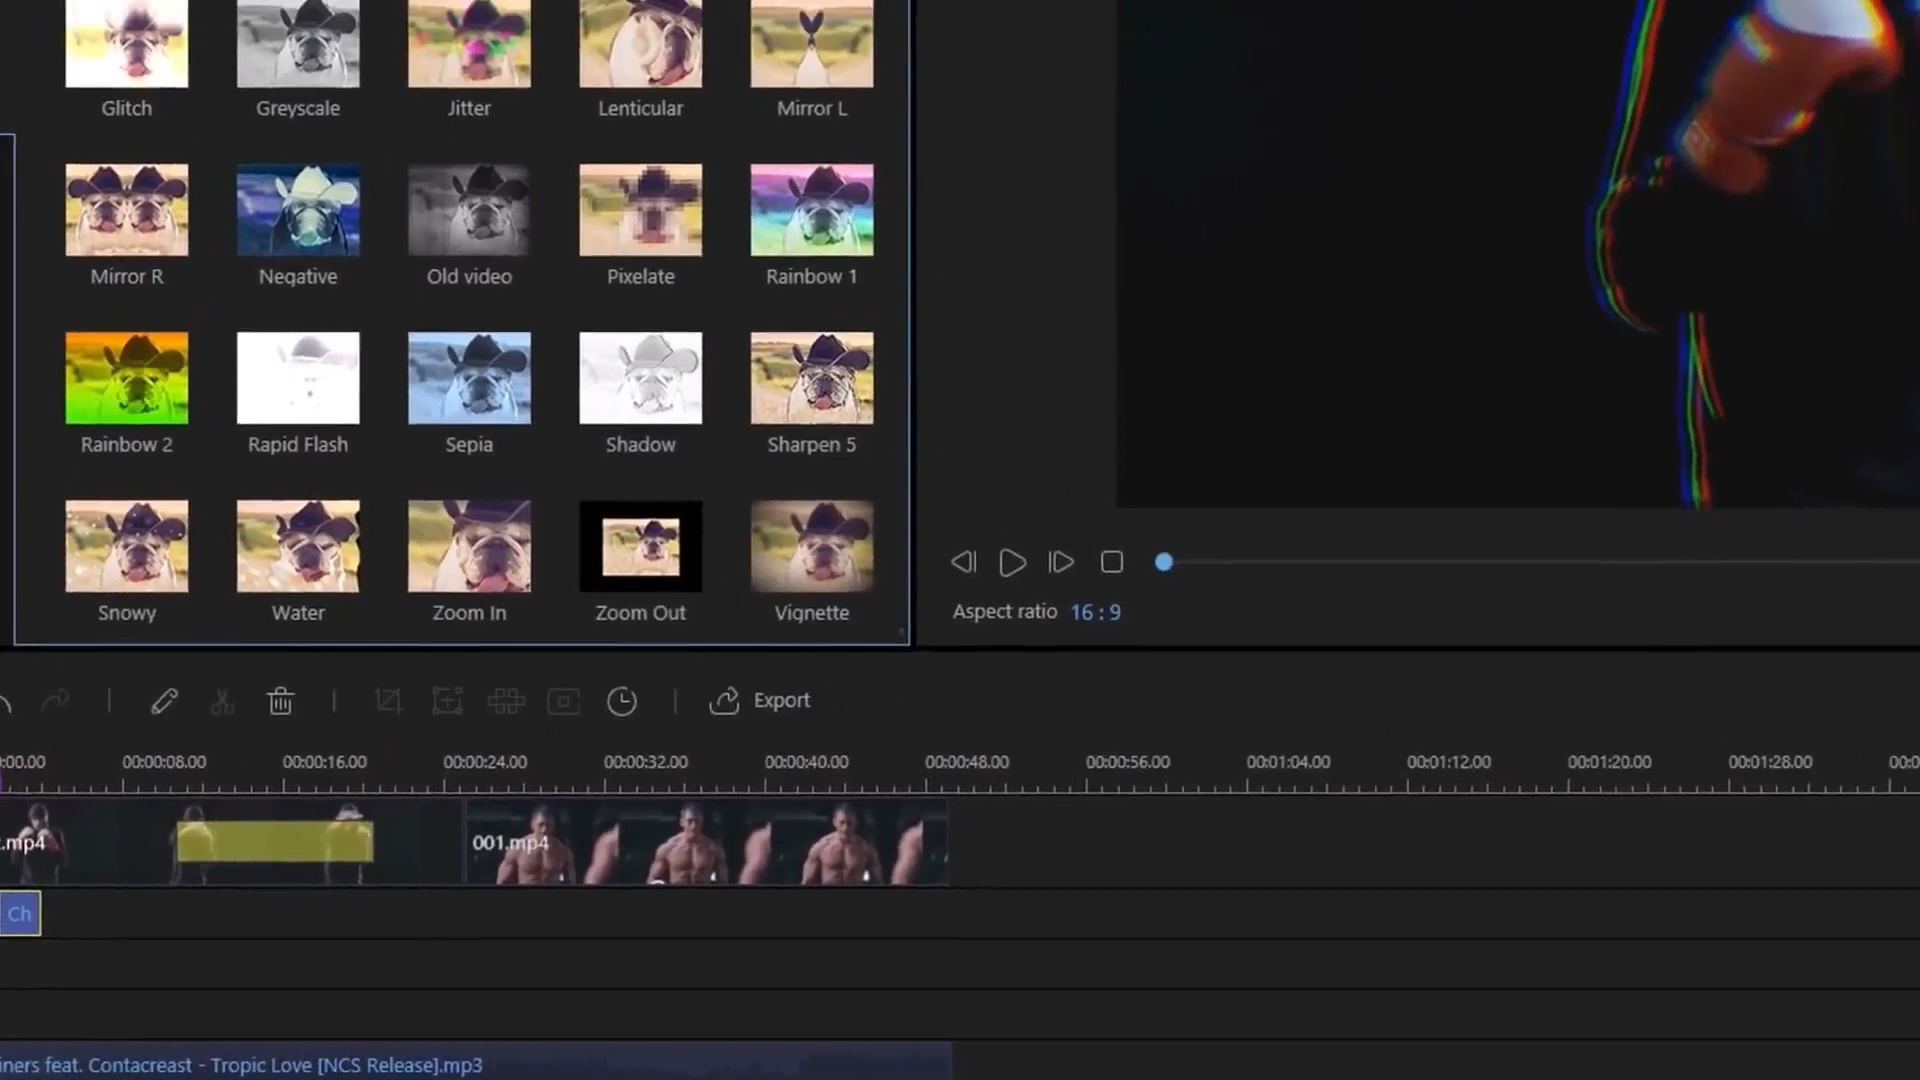 Glitch Greyscale Jitter Lenticular Mirror L
Mirror R Negative Old video Pixelate Rainbow 1
Rainbow 2 Rapid Flash Sepia Shadow Sharpen 5
Snowy Water Zoom In Zoom Out Vignette
Aspect ratio 16 : 9
Export
:00.00 00:00:08.00 00:00:16.00 00:00:24.00 00:00:32.00 00:00:40.00 00:00:48.00 00:00:56.00 00:01:04.00 00:01:12.00 00:01:20.00 00:01:28.00 00:0
.mp4 001.mp4
Ch
iners feat. Contacreast - Tropic Love [NCS Release].mp3